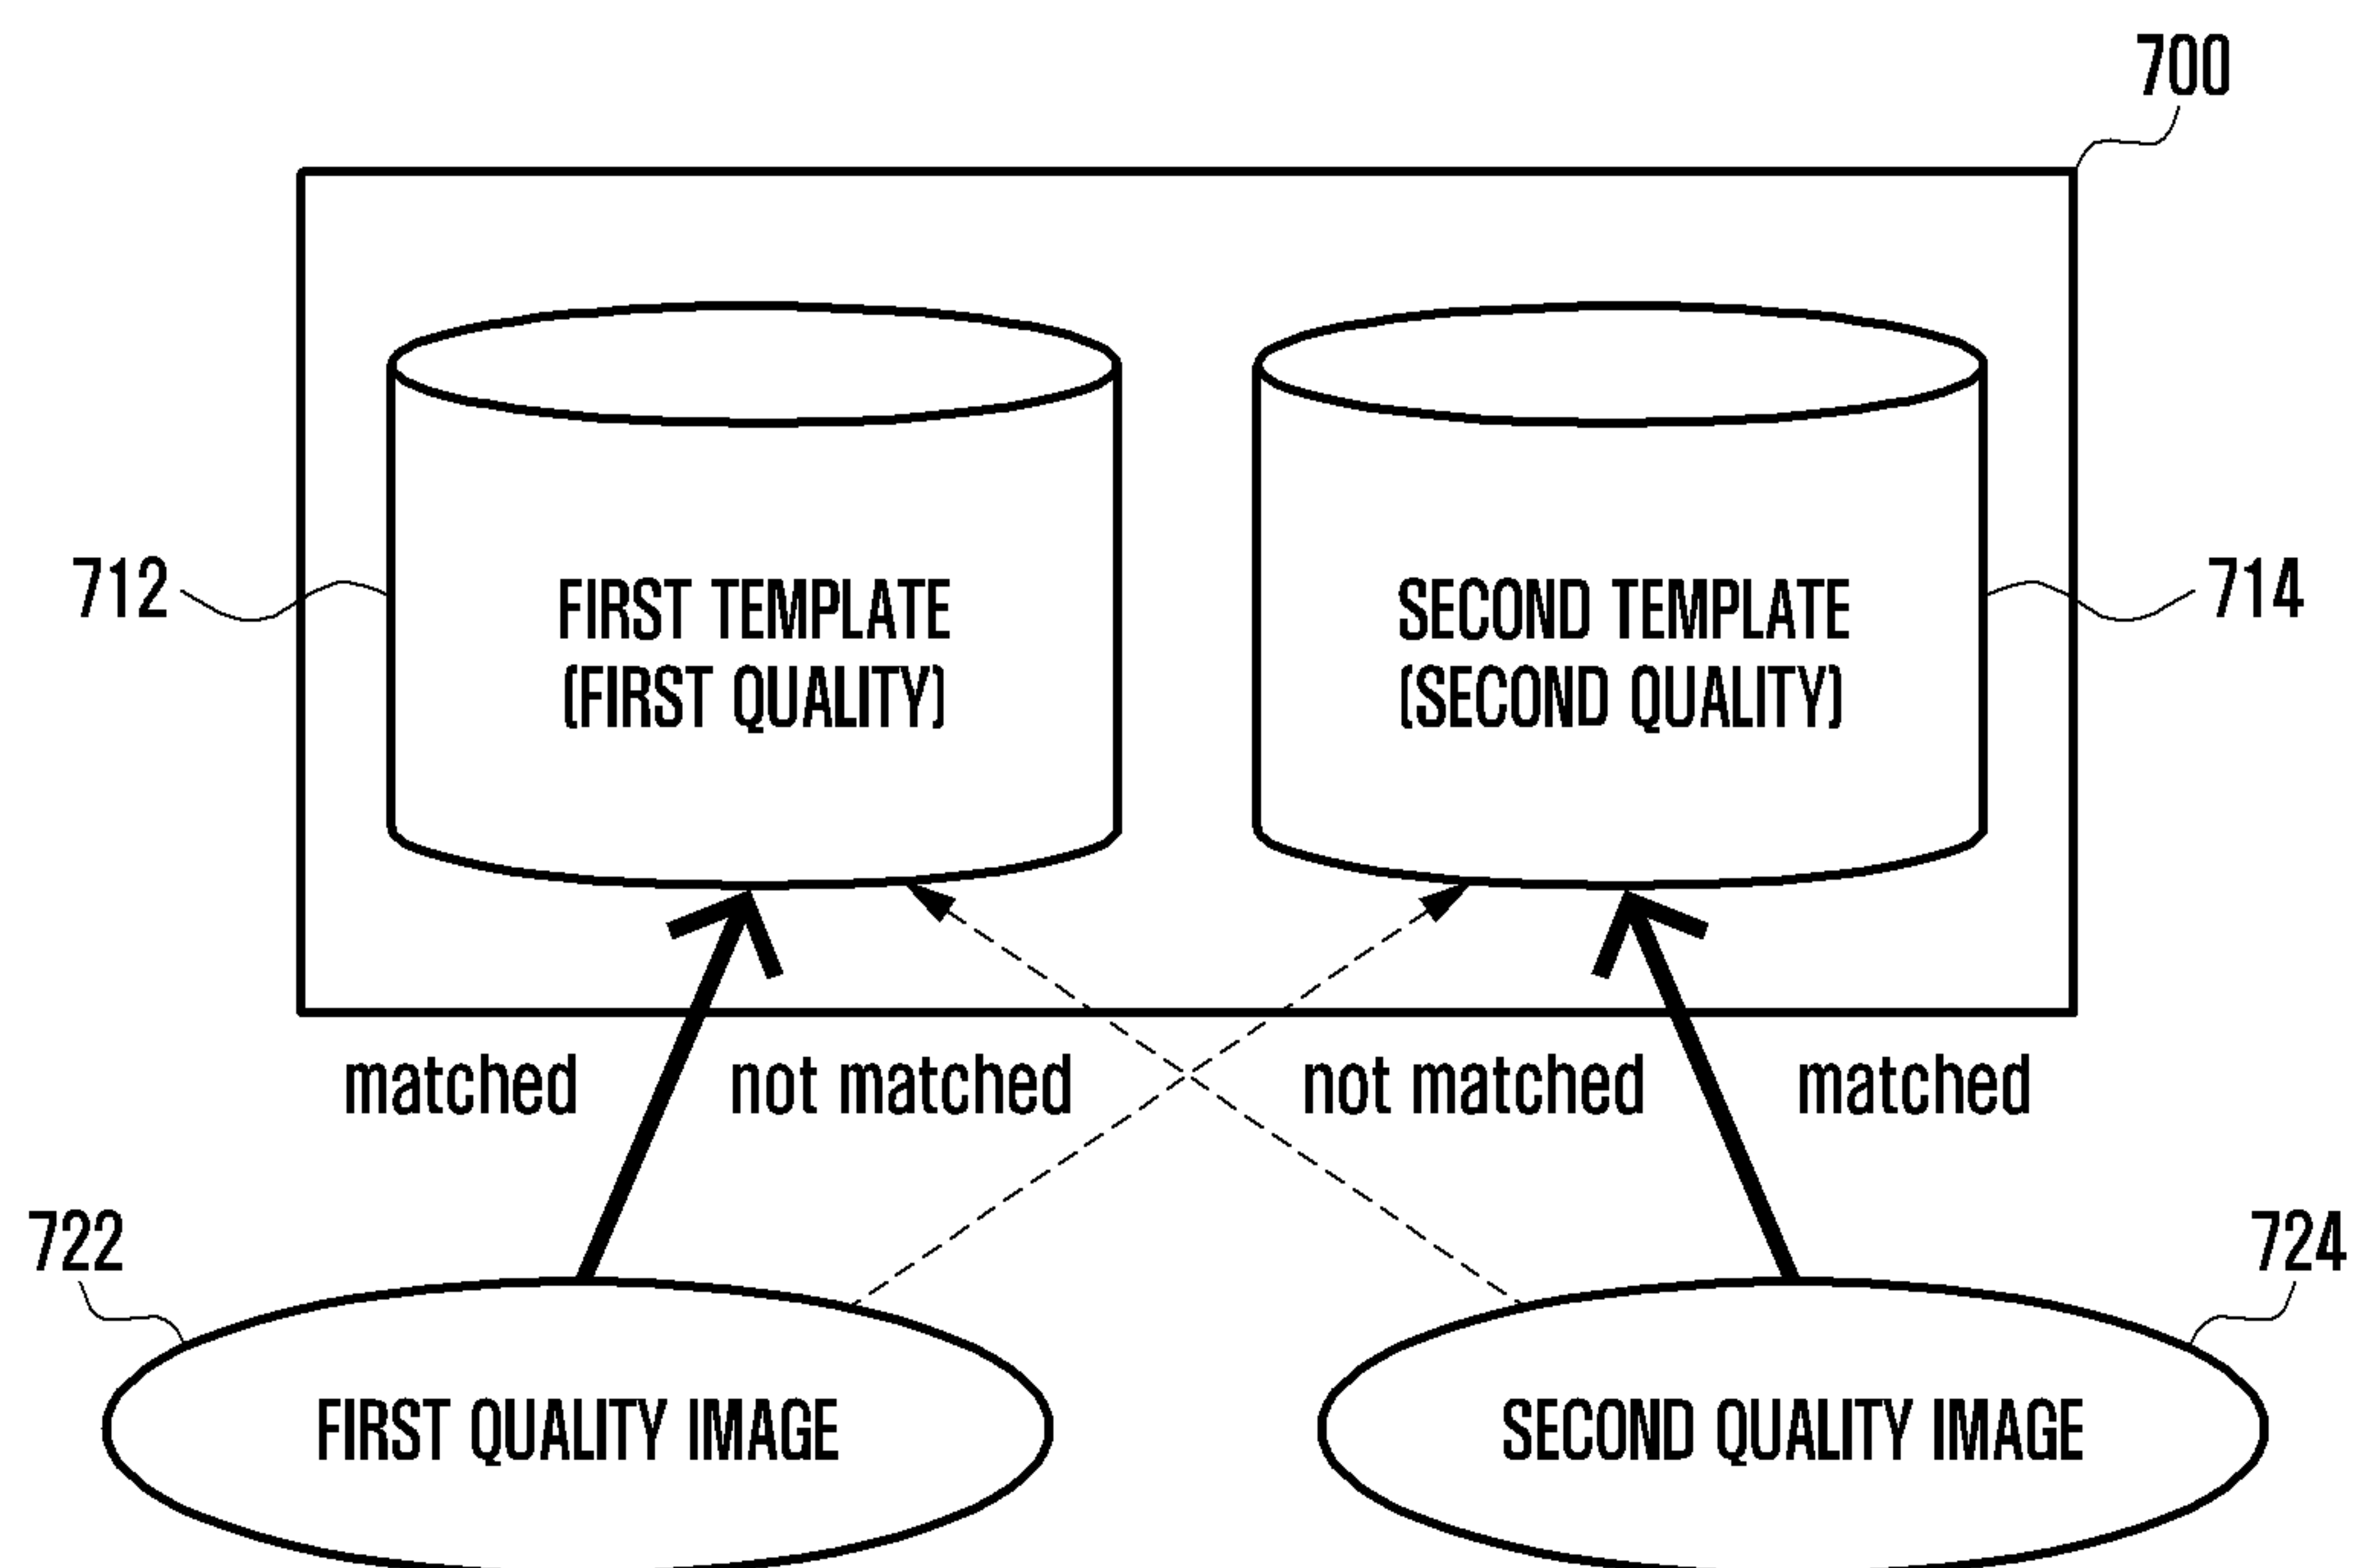 700
712
FIRST TEMPLATE
(FIRST QUALITY)
SECOND TEMPLATE
(SECOND QUALITY)
714
matched
not matched
not matched
matched
722
724
FIRST QUALITY IMAGE
SECOND QUALITY IMAGE